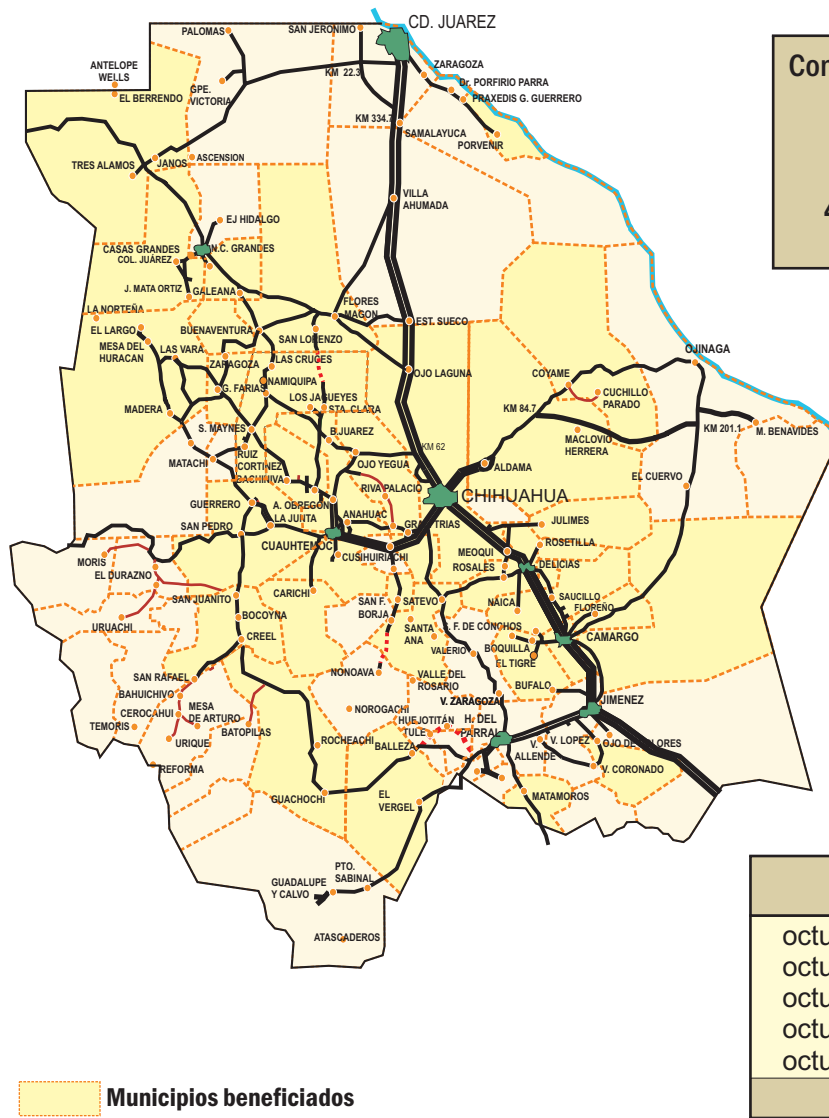 CD. JUAREZ
PALOMAS
SAN JERONIMO
ZARAGOZA
ANTELOPE
WELLS
KM 22.3
Dr. PORFIRIO PARRA
EL BERRENDO
GPE.
VICTORIA
PRAXEDIS G. GUERRERO
KM 334.7
SAMALAYUCA
PORVENIR
TRES ALAMOS
JANOS
ASCENSION
VILLA
AHUMADA
EJ HIDALGO
CASAS GRANDES
N.C. GRANDES
COL. JUÁREZ
J. MATA ORTIZ
GALEANA
LA NORTEÑA
FLORES
MAGON
EST. SUECO
EL LARGO
BUENAVENTURA
SAN LORENZO
MESA DEL
HURACAN
LAS VARA
ZARAGOZA
LAS CRUCES
OJO LAGUNA
OJINAGA
COYAME
G. FARIAS
NAMIQUIPA
CUCHILLO
PARADO
LOS JAGUEYES
STA. CLARA
KM 84.7
MADERA
S. MAYNES
B.JUAREZ
KM 62
MACLOVIO
HERRERA
KM 201.1
M. BENAVIDES
MATACHI
RUIZ
CORTINEZ
OJO YEGUA
ALDAMA
BACHINIVA
RIVA PALACIO
EL CUERVO
CHIHUAHUA
GUERRERO
A. OBREGON
LA JUNTA
ANAHUAC
SAN PEDRO
GRAL TRIAS
JULIMES
CUAUHTEMOC
CUSIHUIRIACHI
MEOQUI
ROSETILLA
MORIS
EL DURAZNO
ROSALES
DELICIAS
SAN JUANITO
CARICHI
SAN F.
BORJA
SATEVO
NAICA
SAUCILLO
FLOREÑO
URUACHI
BOCOYNA
SANTA
ANA
S. F. DE CONCHOS
CREEL
VALERIO
BOQUILLA
CAMARGO
EL TIGRE
SAN RAFAEL
NONOAVA
VALLE DEL
ROSARIO
BUFALO
BAHUICHIVO
V. ZARAGOZA
JIMENEZ
CEROCAHUI
MESA
DE ARTURO
NOROGACHI
HUEJOTITÁN
H. DEL
PARRAL
TEMORIS
URIQUE
BATOPILAS
TULE
V. LOPEZ
OJO DE DOLORES
ROCHEACHI
BALLEZA
V.
ALLENDE
REFORMA
V. CORONADO
GUACHOCHI
EL
VERGEL
MATAMOROS
PTO.
SABINAL
GUADALUPE
Y CALVO
ATASCADEROS
octu
octu
octu
octu
octu
Municipios beneficiados